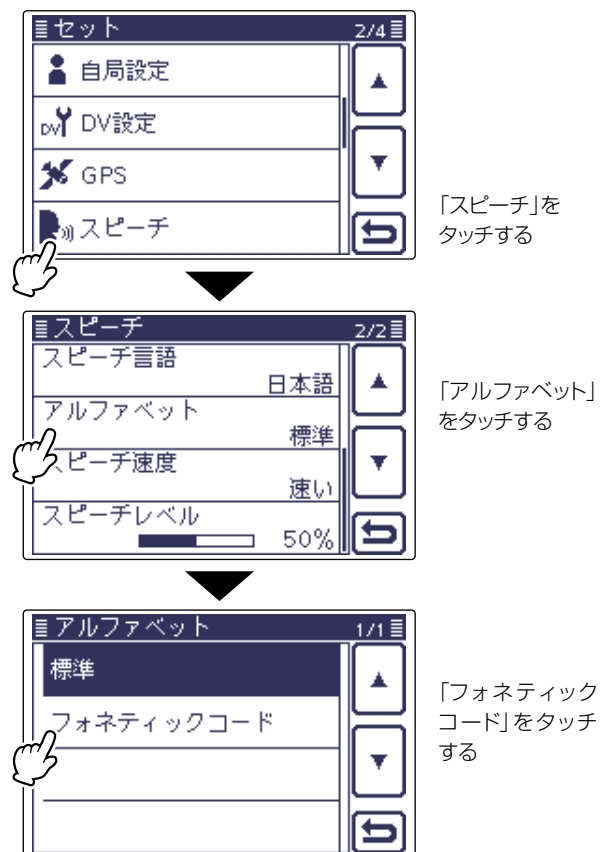 セット 2/4
自局設定
DV DV設定
GPS
スピーチ
「スピーチ」を
タッチする
スピーチ 2/2
スピーチ言語
日本語
アルファベット
標準
スピーチ速度
速い
スピーチレベル
50%
「アルファベット」
をタッチする
アルファベット 1/1
標準
フォネティックコード
「フォネティック
コード」をタッチ
する